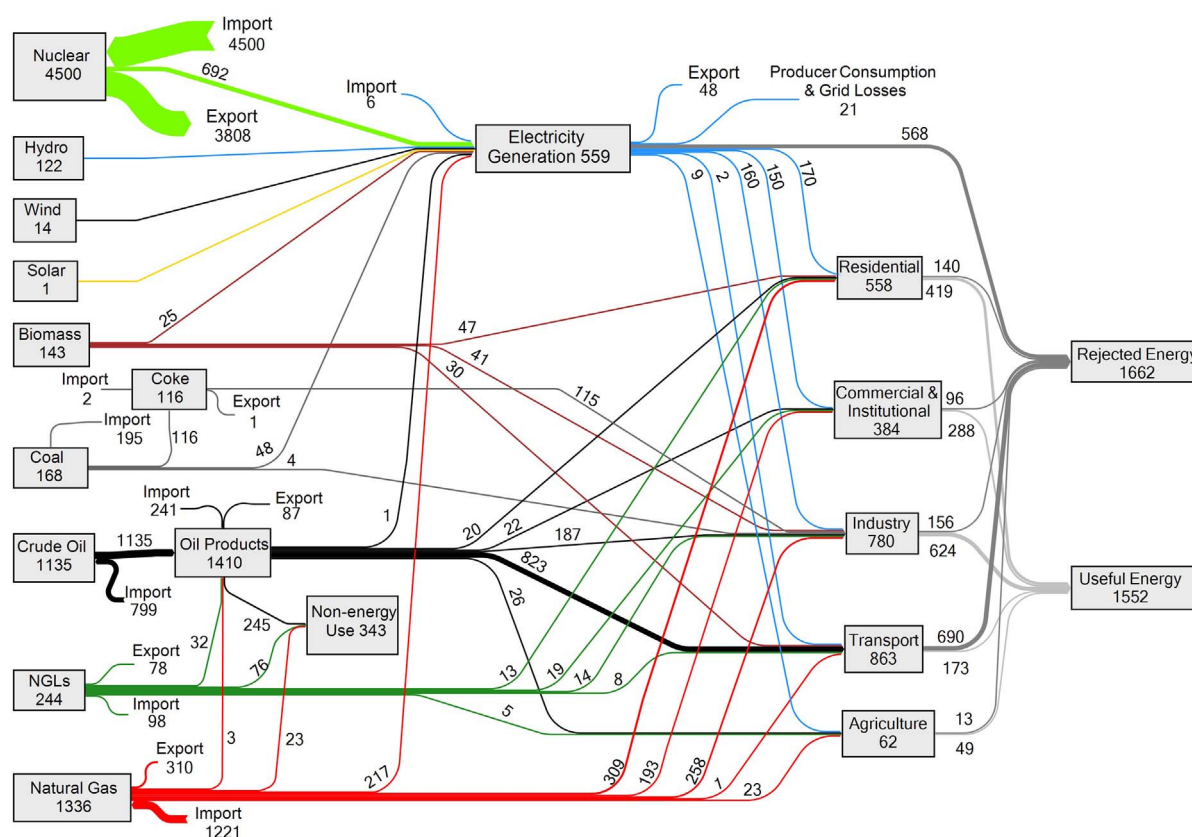 Import
4500
Nuclear
4500
692
Export
3808
Import
6
Electricity
Generation 559
Export
48
Producer Consumption
& Grid Losses
21
568
Hydro
122
Wind
14
Solar
1
9
2
160
150
170
Residential
558
140
419
Biomass
143
25
47
41
30
Rejected Energy
1662
Import
2
Coke
116
Export
1
115
Commercial &
Institutional
384
96
288
Import
195
116
Coal
168
48
4
Import
241
Export
87
1
20
22
187
823
26
Industry
780
156
624
Crude Oil
1135
1135
Oil Products
1410
Import
799
Useful Energy
1552
32
245
Non-energy
Use 343
76
Transport
863
690
173
Export
78
NGLs
244
Import
98
13
19
14
8
5
Agriculture
62
13
49
3
23
217
309
193
258
1
23
Export
310
Natural Gas
1336
Import
1221